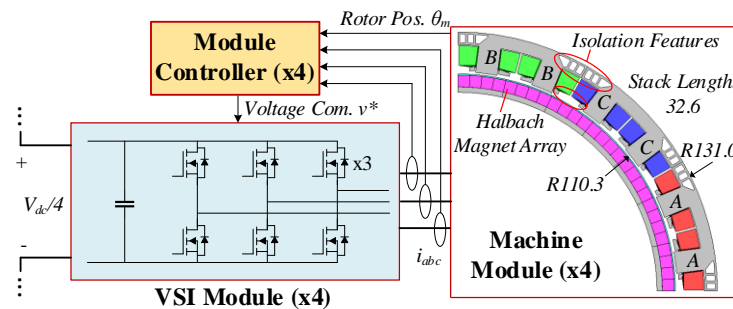 Rotor Pos. θm
Module
Controller (x4)
Voltage Com. v*
+
Vdc/4
-
x3
iabc
VSI Module (x4)
Isolation Features
Stack Length
32.6
B
B
C
C
A
A
Halbach
Magnet Array
R131.0
R110.3
Machine
Module (x4)